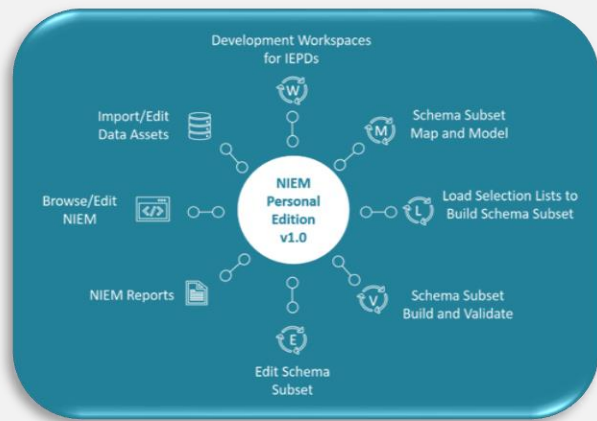 Development Workspaces
for IEPDs
W
Schema Subset
Map and Model
M
Load Selection Lists to
Build Schema Subset
L
Schema Subset
Build and Validate
V
Edit Schema
Subset
E
NIEM Reports
Browse/Edit
NIEM
</>
Import/Edit
Data Assets
NIEM
Personal
Edition
v1.0